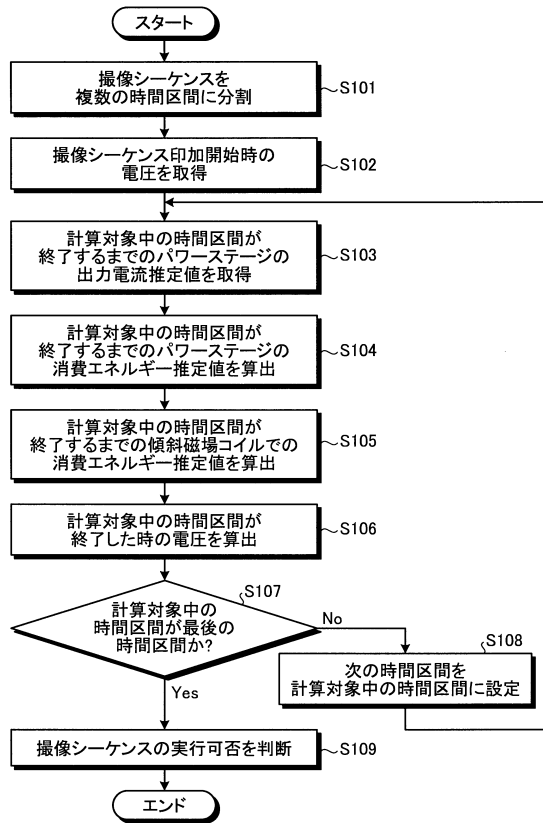 スタート
撮像シーケンスを
複数の時間区間に分割
S101
撮像シーケンス印加開始時の
電圧を取得
S102
計算対象中の時間区間が
終了するまでのパワーステージの
出力電流推定値を取得
S103
計算対象中の時間区間が
終了するまでのパワーステージの
消費エネルギー推定値を算出
S104
計算対象中の時間区間が
終了するまでの傾斜磁場コイルでの
消費エネルギー推定値を算出
S105
計算対象中の時間区間が
終了した時の電圧を算出
S106
S107
計算対象中の
時間区間が最後の
時間区間か?
No
S108
次の時間区間を
計算対象中の時間区間に設定
Yes
撮像シーケンスの実行可否を判断
S109
エンド